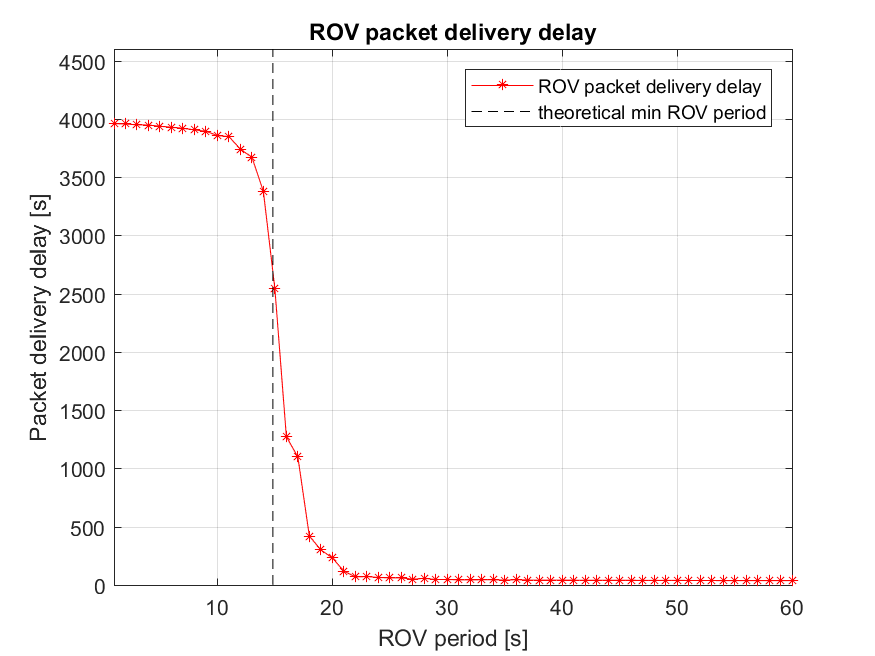 ROV packet delivery delay
4500
4000
3500
3000
2500
2000
1500
1000
500
0
Packet delivery delay [s]
ROV packet delivery delay
theoretical min ROV period
10 20 30 40 50 60
ROV period [s]